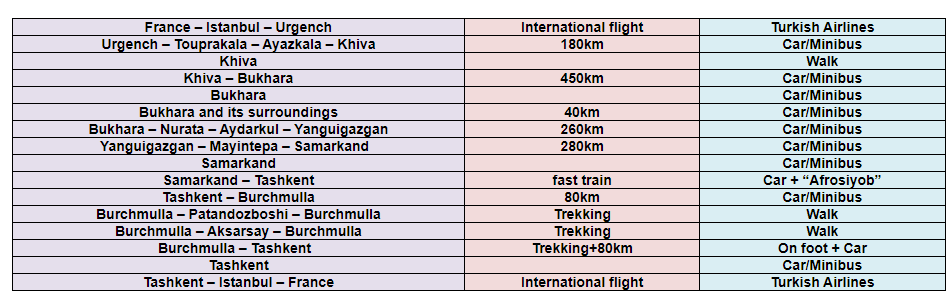 France – Istanbul – Urgench International flight Turkish Airlines
Urgench – Touprakala – Ayazkala – Khiva 180km Car/Minibus
Khiva Walk
Khiva – Bukhara 450km Car/Minibus
Bukhara Car/Minibus
Bukhara and its surroundings 40km Car/Minibus
Bukhara – Nurata – Aydarkul – Yanguigazgan 260km Car/Minibus
Yanguigazgan – Mayintepa – Samarkand 280km Car/Minibus
Samarkand Car/Minibus
Samarkand – Tashkent fast train Car + “Afrosiyob”
Tashkent – Burchmulla 80km Car/Minibus
Burchmulla – Patandozboshi – Burchmulla Trekking Walk
Burchmulla – Aksarsay – Burchmulla Trekking Walk
Burchmulla – Tashkent Trekking+80km On foot + Car
Tashkent Car/Minibus
Tashkent – Istanbul – France International flight Turkish Airlines